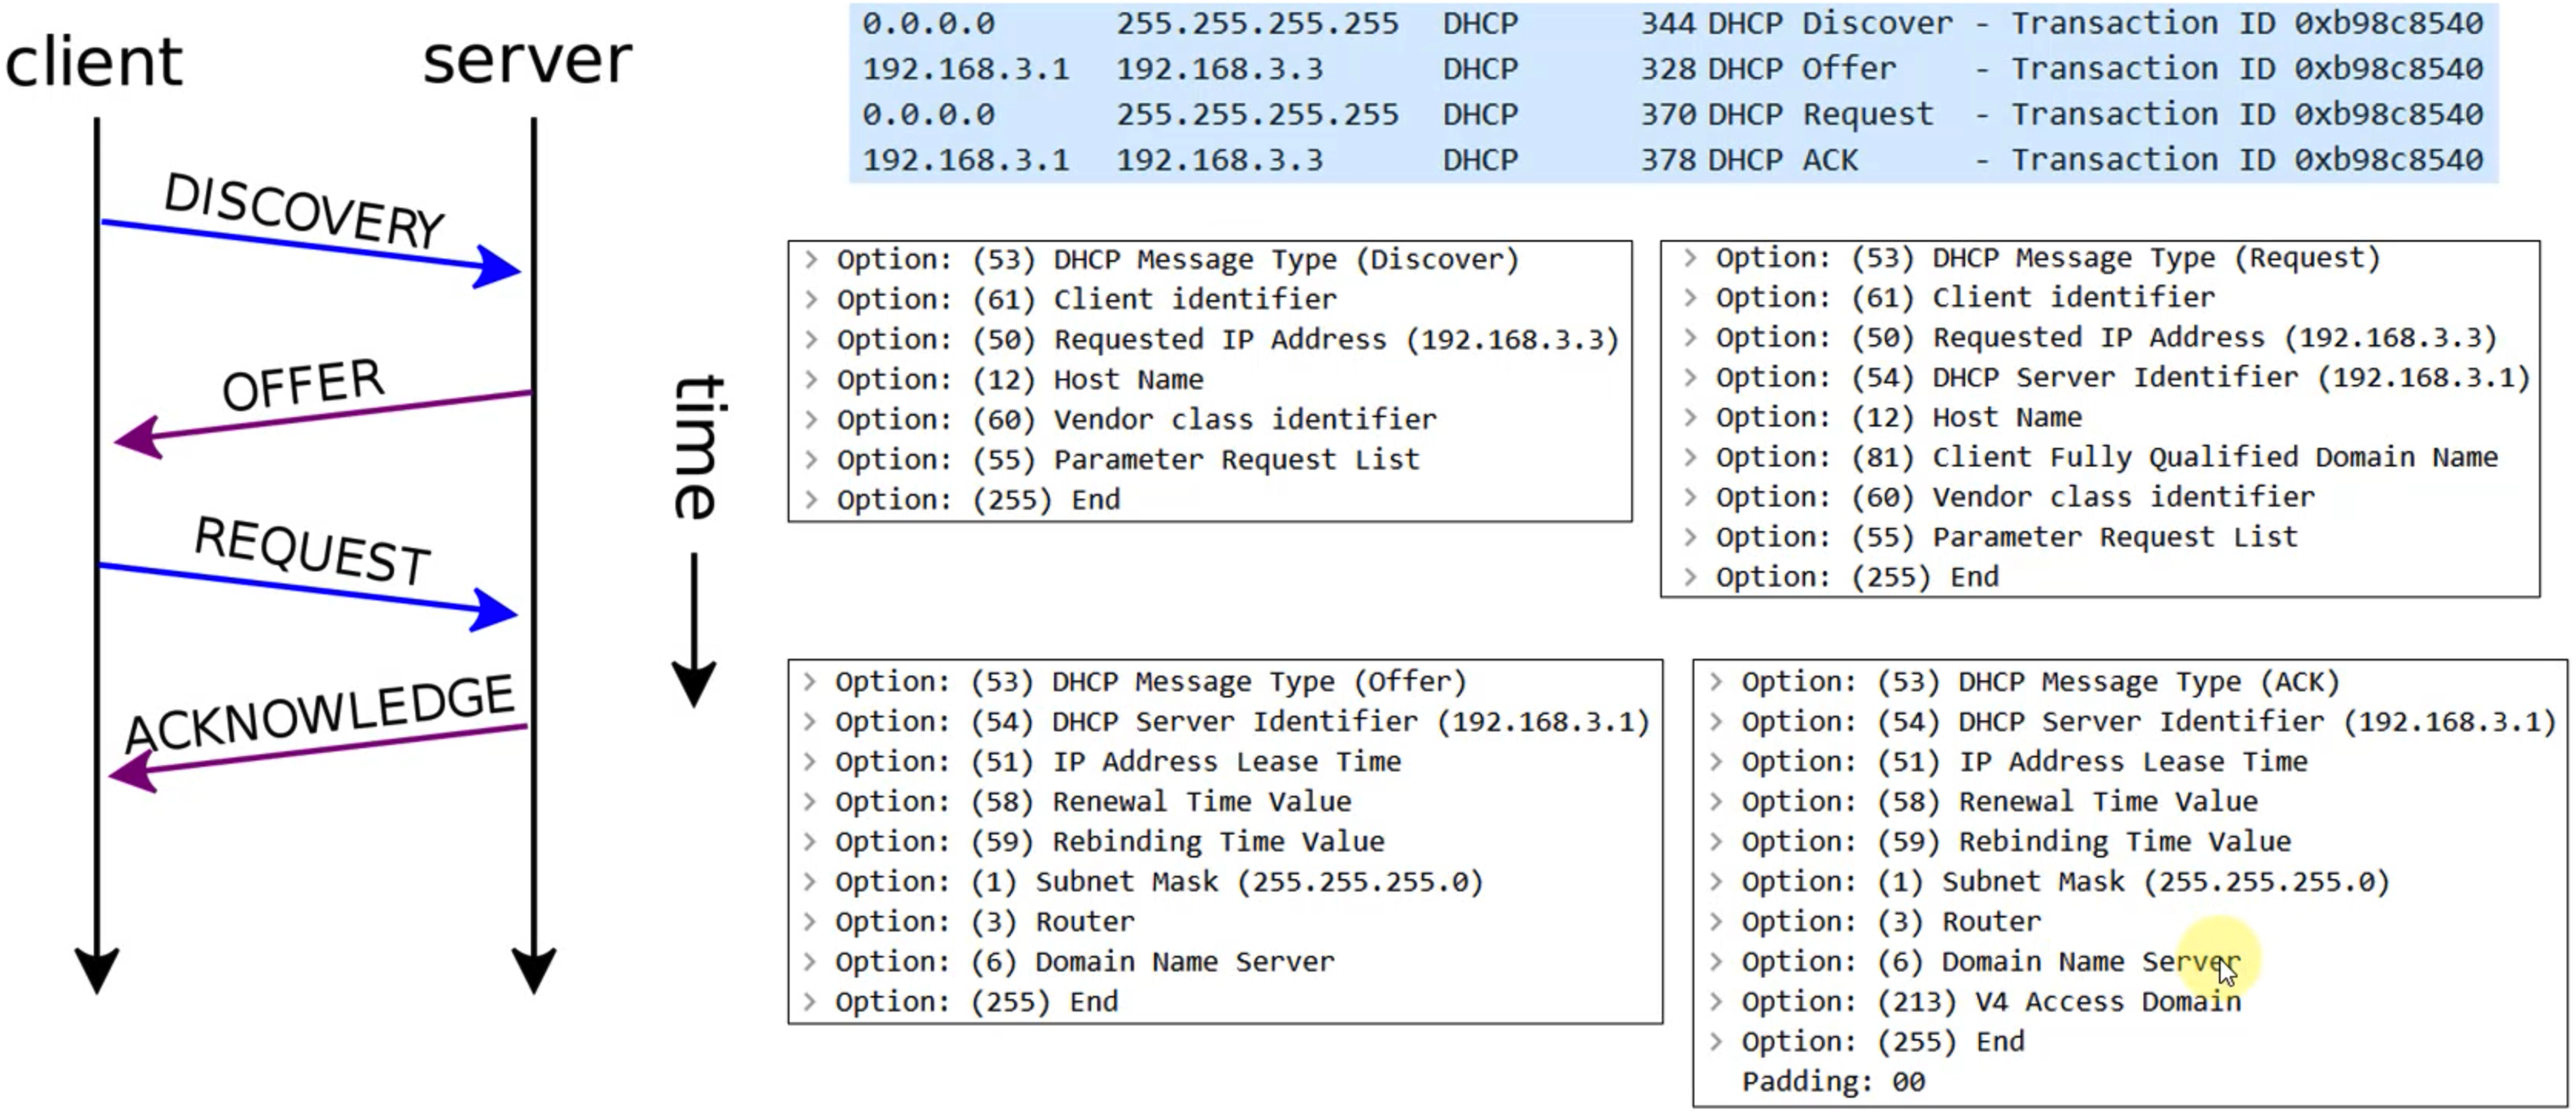 client
server
DISCOVERY
OFFER
REQUEST
ACKNOWLEDGE
time
0.0.0.0 255.255.255.255 DHCP 344 DHCP Discover - Transaction ID 0xb98c8540
192.168.3.1 192.168.3.3 DHCP 328 DHCP Offer - Transaction ID 0xb98c8540
0.0.0.0 255.255.255.255 DHCP 370 DHCP Request - Transaction ID 0xb98c8540
192.168.3.1 192.168.3.3 DHCP 378 DHCP ACK - Transaction ID 0xb98c8540
Option: (53) DHCP Message Type (Discover)
Option: (61) Client identifier
Option: (50) Requested IP Address (192.168.3.3)
Option: (12) Host Name
Option: (60) Vendor class identifier
Option: (55) Parameter Request List
Option: (255) End
Option: (53) DHCP Message Type (Request)
Option: (61) Client identifier
Option: (50) Requested IP Address (192.168.3.3)
Option: (54) DHCP Server Identifier (192.168.3.1)
Option: (12) Host Name
Option: (81) Client Fully Qualified Domain Name
Option: (60) Vendor class identifier
Option: (55) Parameter Request List
Option: (255) End
Option: (53) DHCP Message Type (Offer)
Option: (54) DHCP Server Identifier (192.168.3.1)
Option: (51) IP Address Lease Time
Option: (58) Renewal Time Value
Option: (59) Rebinding Time Value
Option: (1) Subnet Mask (255.255.255.0)
Option: (3) Router
Option: (6) Domain Name Server
Option: (255) End
Option: (53) DHCP Message Type (ACK)
Option: (54) DHCP Server Identifier (192.168.3.1)
Option: (51) IP Address Lease Time
Option: (58) Renewal Time Value
Option: (59) Rebinding Time Value
Option: (1) Subnet Mask (255.255.255.0)
Option: (3) Router
Option: (6) Domain Name Server
Option: (213) V4 Access Domain
Option: (255) End
Padding: 00